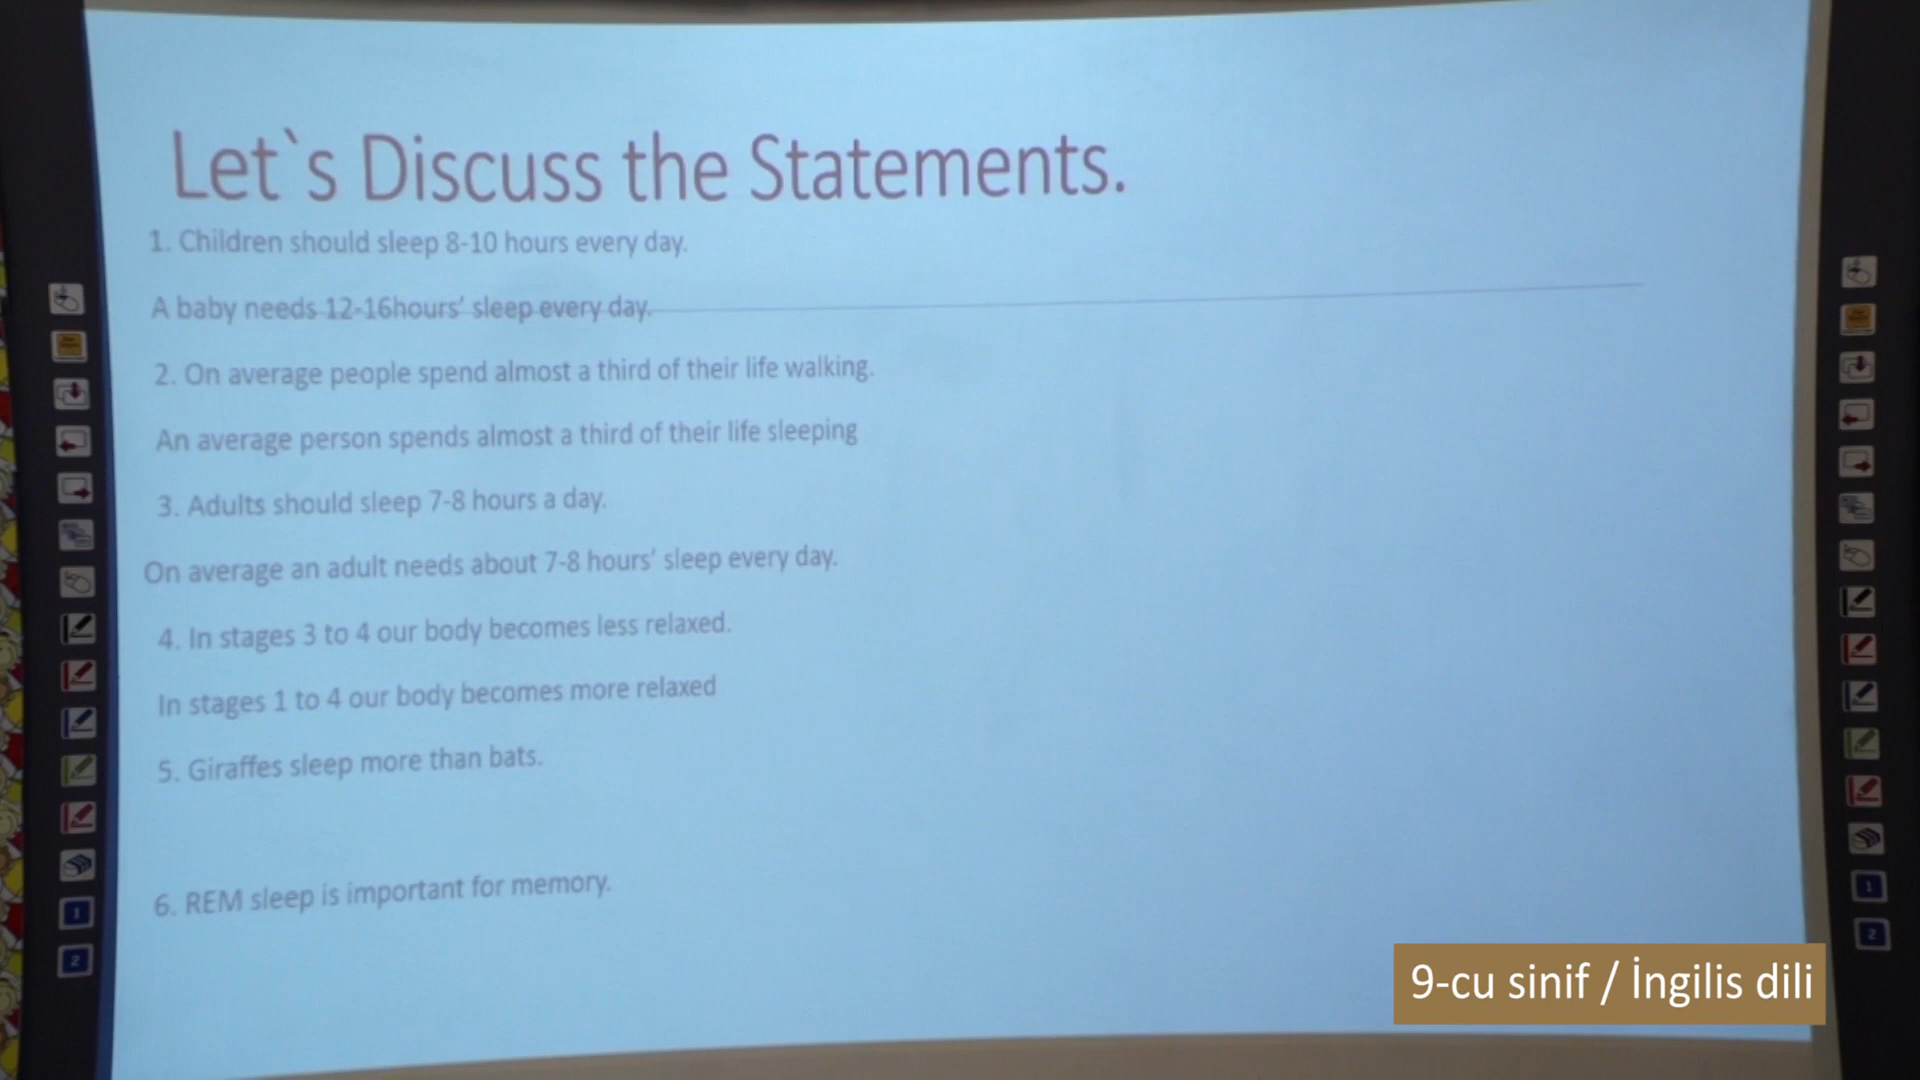 Let`s Discuss the Statements.
1. Children should sleep 8-10 hours every day.
A baby needs 12-16hours' sleep every day.
2. On average people spend almost a third of their life walking.
An average person spends almost a third of their life sleeping
3. Adults should sleep 7-8 hours a day.
On average an adult needs about 7-8 hours' sleep every day.
4. In stages 3 to 4 our body becomes less relaxed.
In stages 1 to 4 our body becomes more relaxed
5. Giraffes sleep more than bats.
6. REM sleep is important for memory.
1
2
1
2
9-cu sinif / İngilis dili